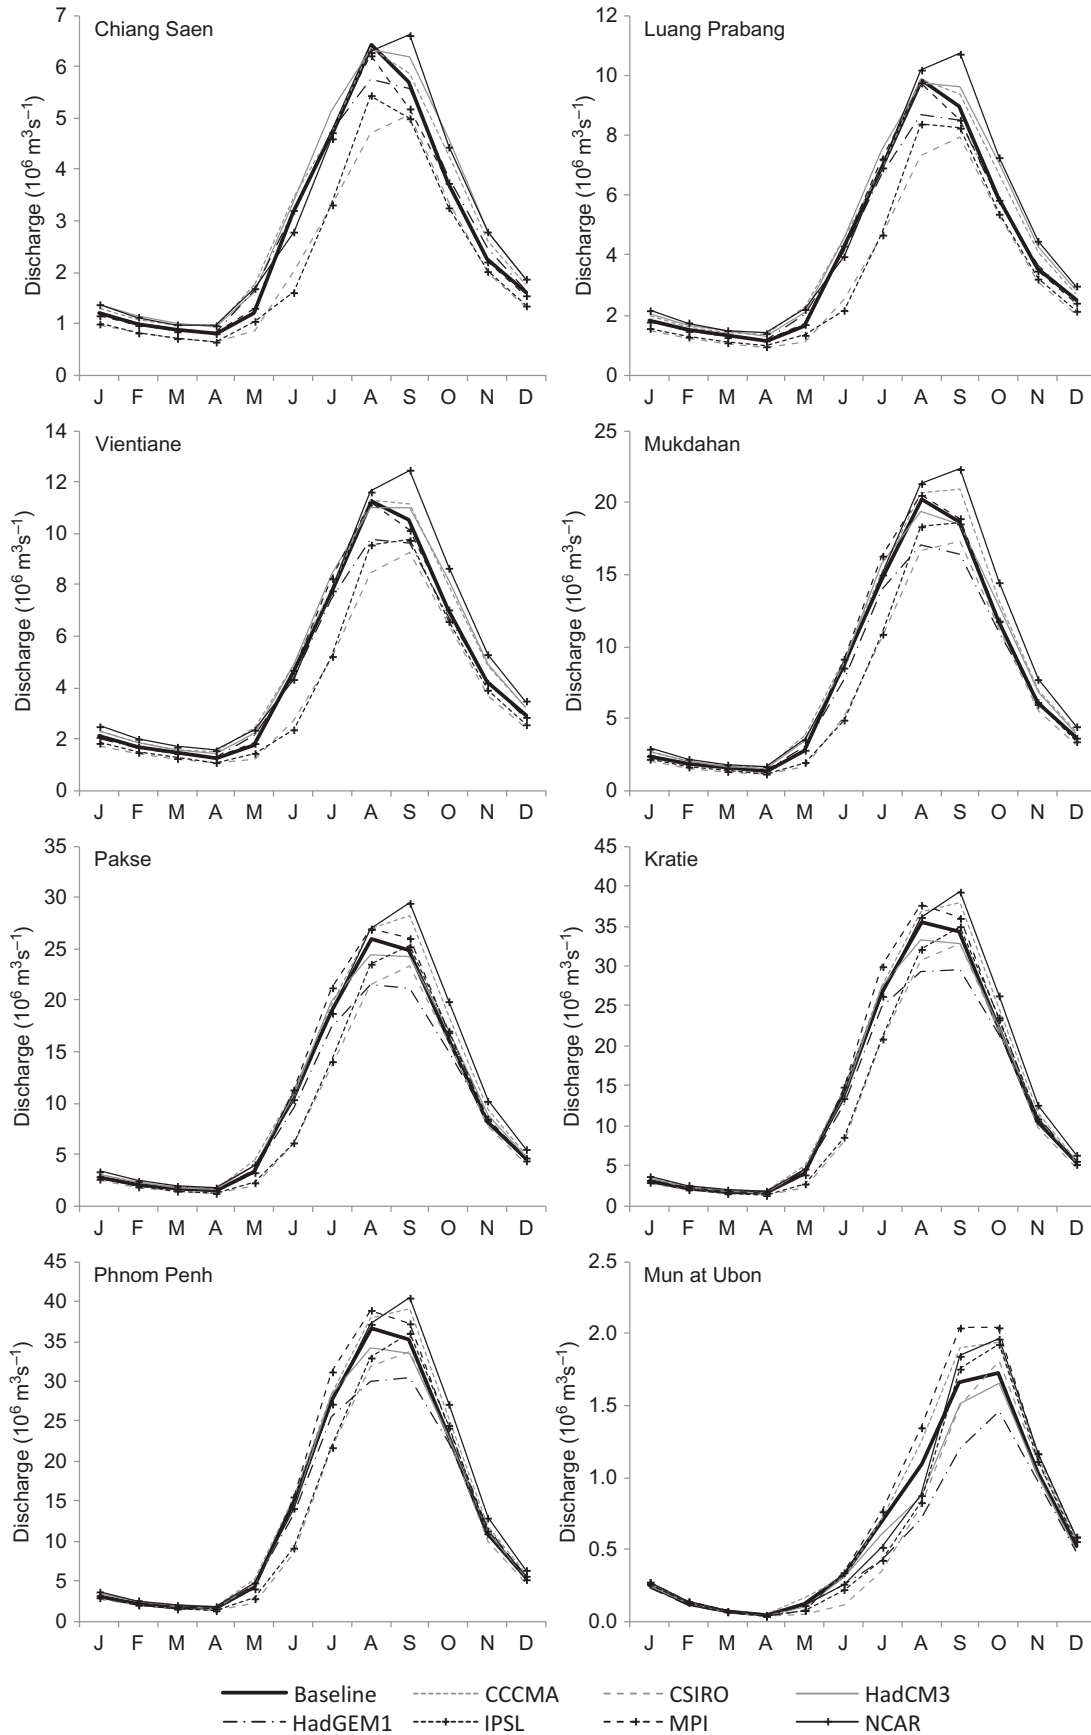 Chiang Saen
Discharge (10⁶ m³s⁻¹)
7
6
5
4
3
2
1
0
J F M A M J J A S O N D
Luang Prabang
Discharge (10⁶ m³s⁻¹)
12
10
8
6
4
2
0
J F M A M J J A S O N D
Vientiane
Discharge (10⁶ m³s⁻¹)
14
12
10
8
6
4
2
0
J F M A M J J A S O N D
Mukdahan
Discharge (10⁶ m³s⁻¹)
25
20
15
10
5
0
J F M A M J J A S O N D
Pakse
Discharge (10⁶ m³s⁻¹)
35
30
25
20
15
10
5
0
J F M A M J J A S O N D
Kratie
Discharge (10⁶ m³s⁻¹)
45
40
35
30
25
20
15
10
5
0
J F M A M J J A S O N D
Phnom Penh
Discharge (10⁶ m³s⁻¹)
45
40
35
30
25
20
15
10
5
0
J F M A M J J A S O N D
Mun at Ubon
Discharge (10⁶ m³s⁻¹)
2.5
2.0
1.5
1.0
0.5
0.0
J F M A M J J A S O N D
Baseline CCCMA CSIRO HadCM3
HadGEM1 IPSL MPI NCAR